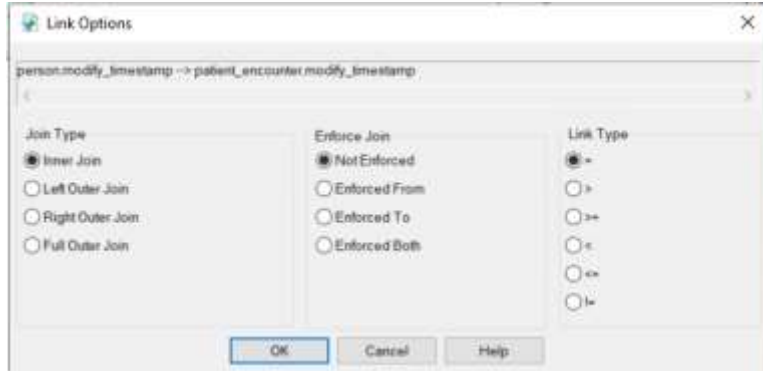 Link Options
person.modify_timestamp --> patient_encounter.modify_timestamp
Join Type
Inner Join
Left Outer Join
Right Outer Join
Full Outer Join
Enforce Join
Not Enforced
Enforced From
Enforced To
Enforced Both
Link Type
=
>
>=
<
<=
!=
OK Cancel Help